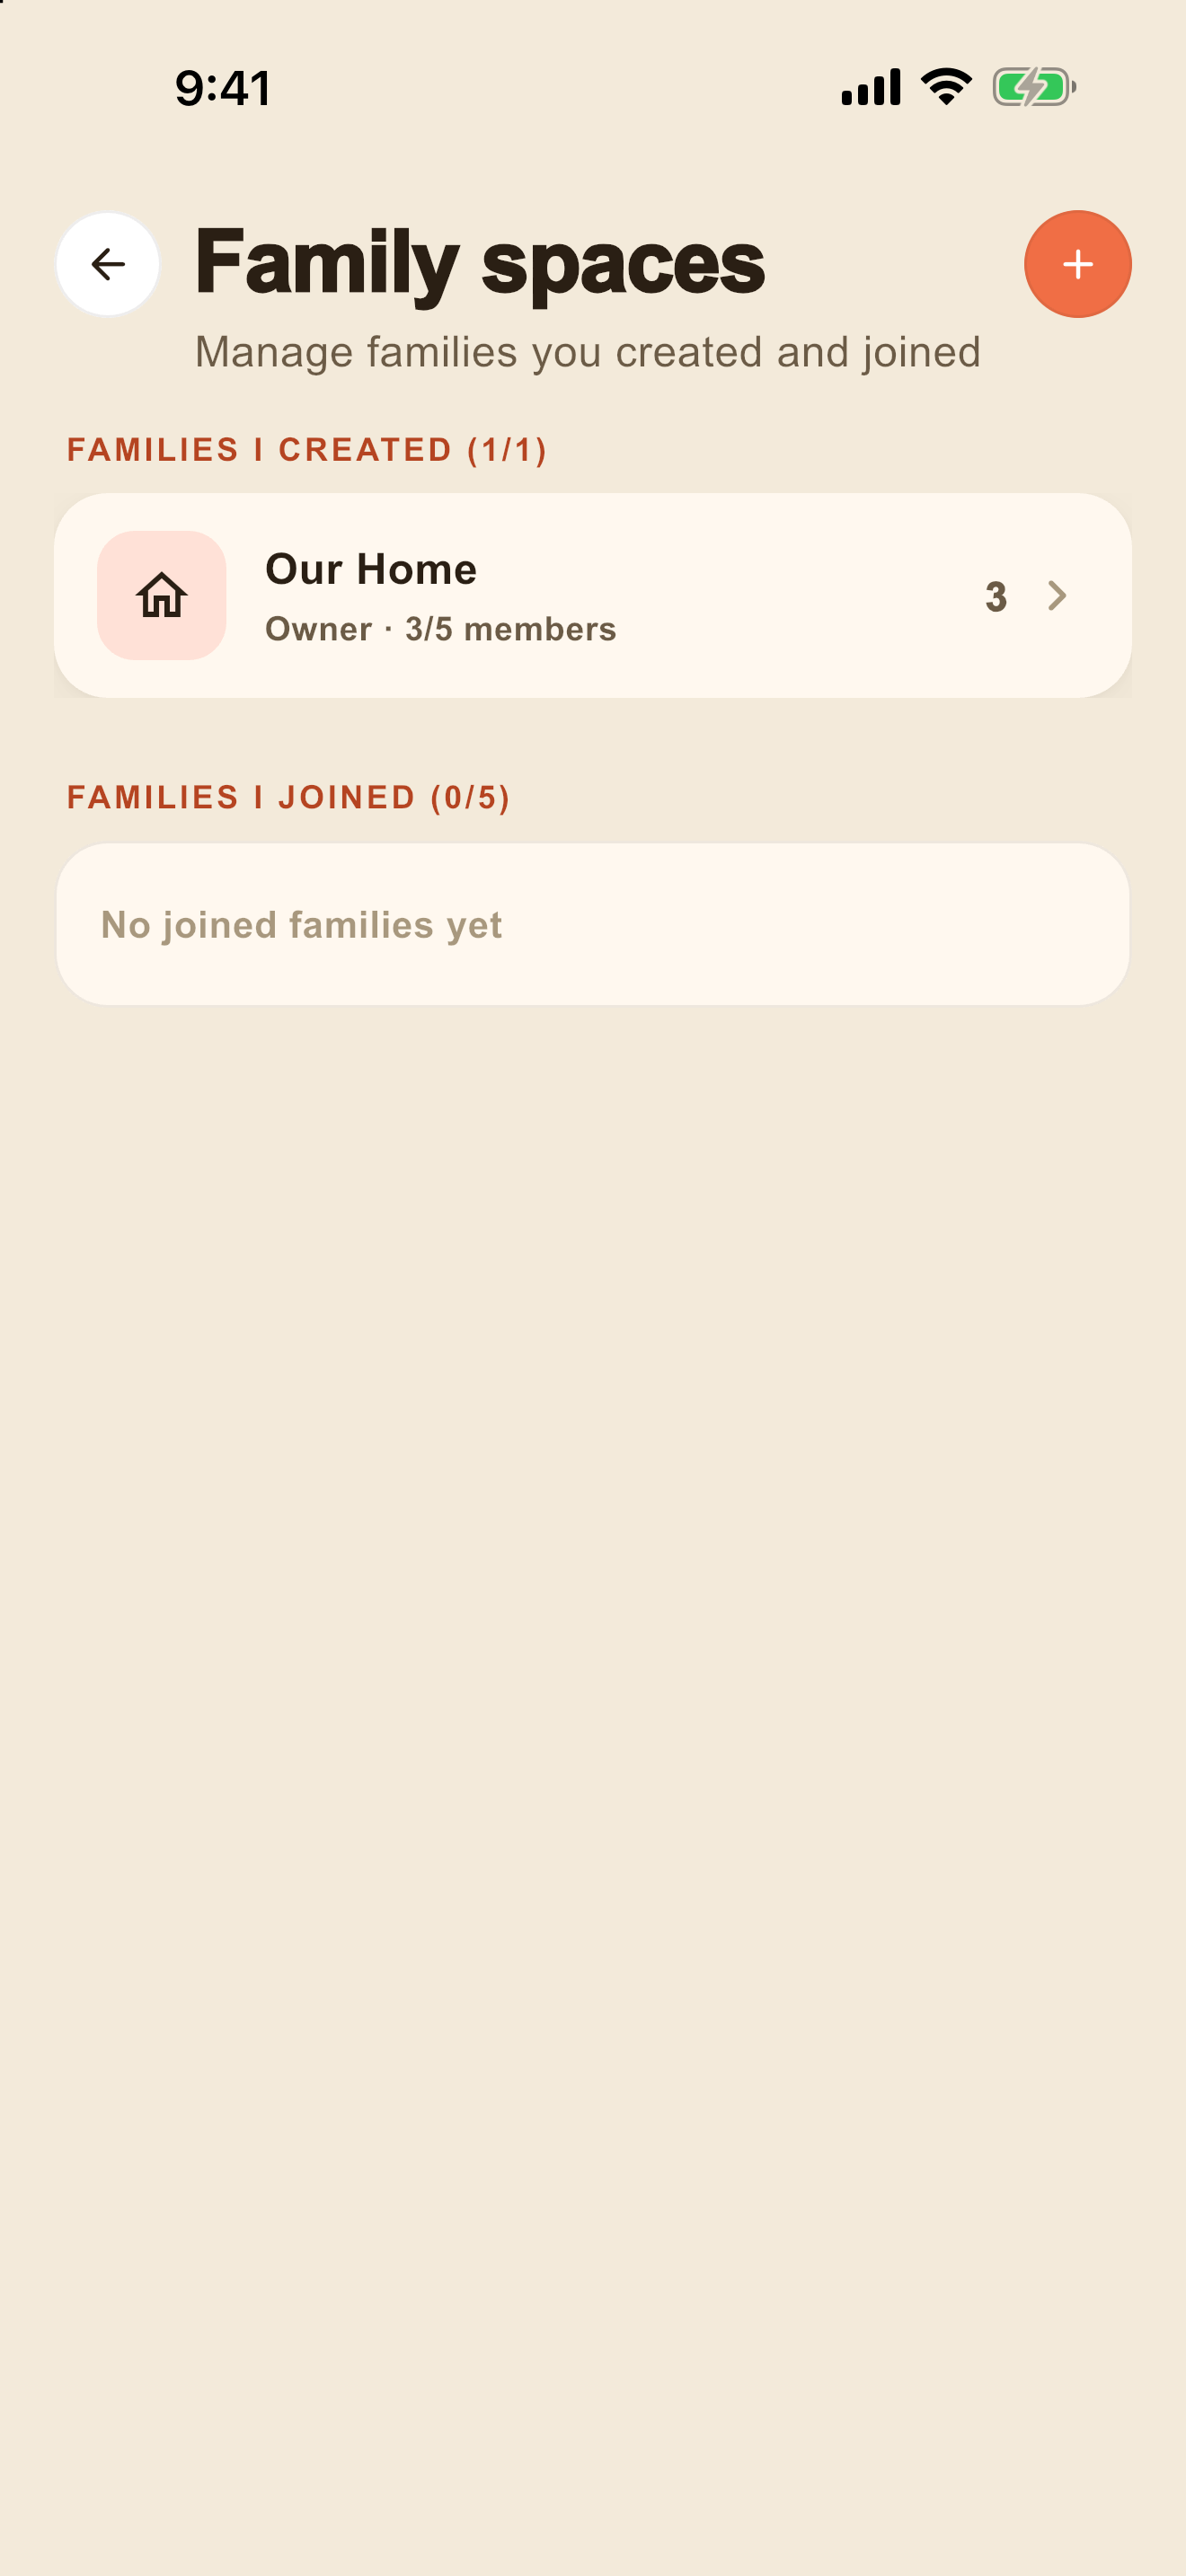 9:41
Family spaces
Manage families you created and joined
FAMILIES I CREATED (1/1)
Our Home
Owner · 3/5 members
3
FAMILIES I JOINED (0/5)
No joined families yet